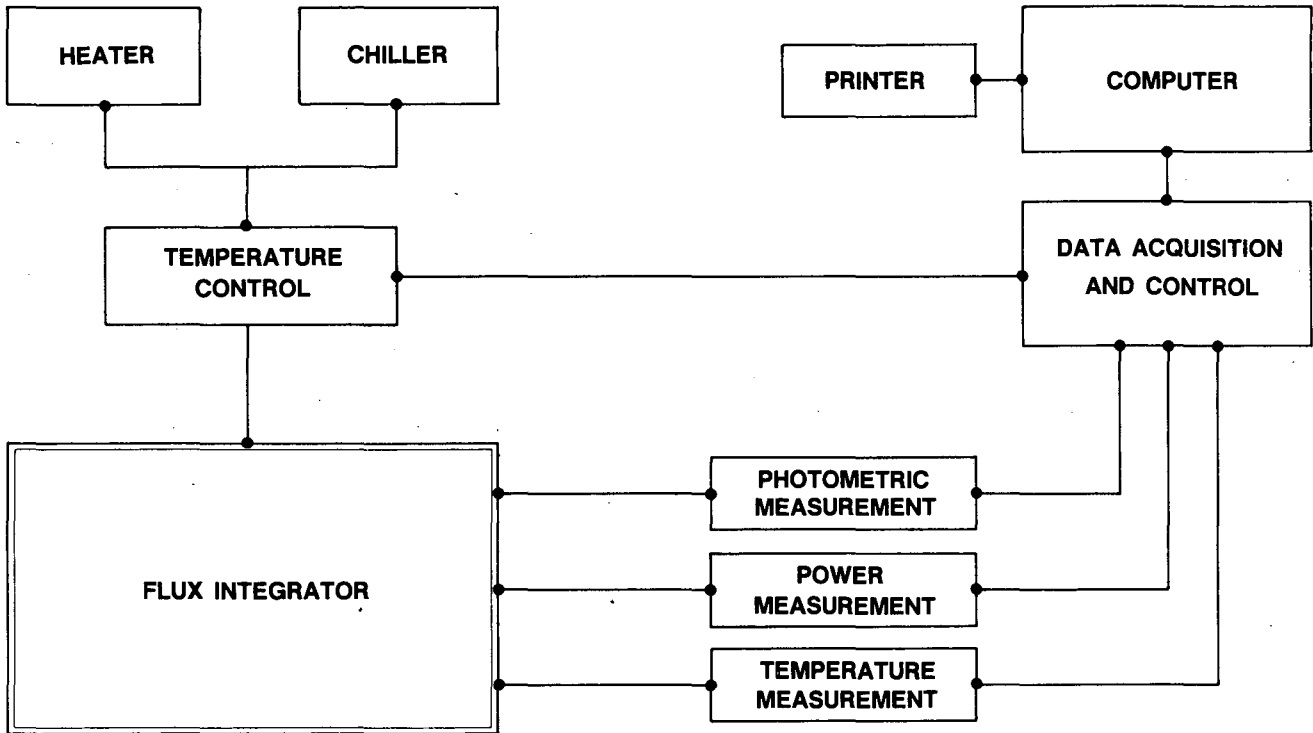 HEATER
CHILLER
PRINTER
COMPUTER
TEMPERATURE
CONTROL
DATA ACQUISITION
AND CONTROL
FLUX INTEGRATOR
PHOTOMETRIC
MEASUREMENT
POWER
MEASUREMENT
TEMPERATURE
MEASUREMENT